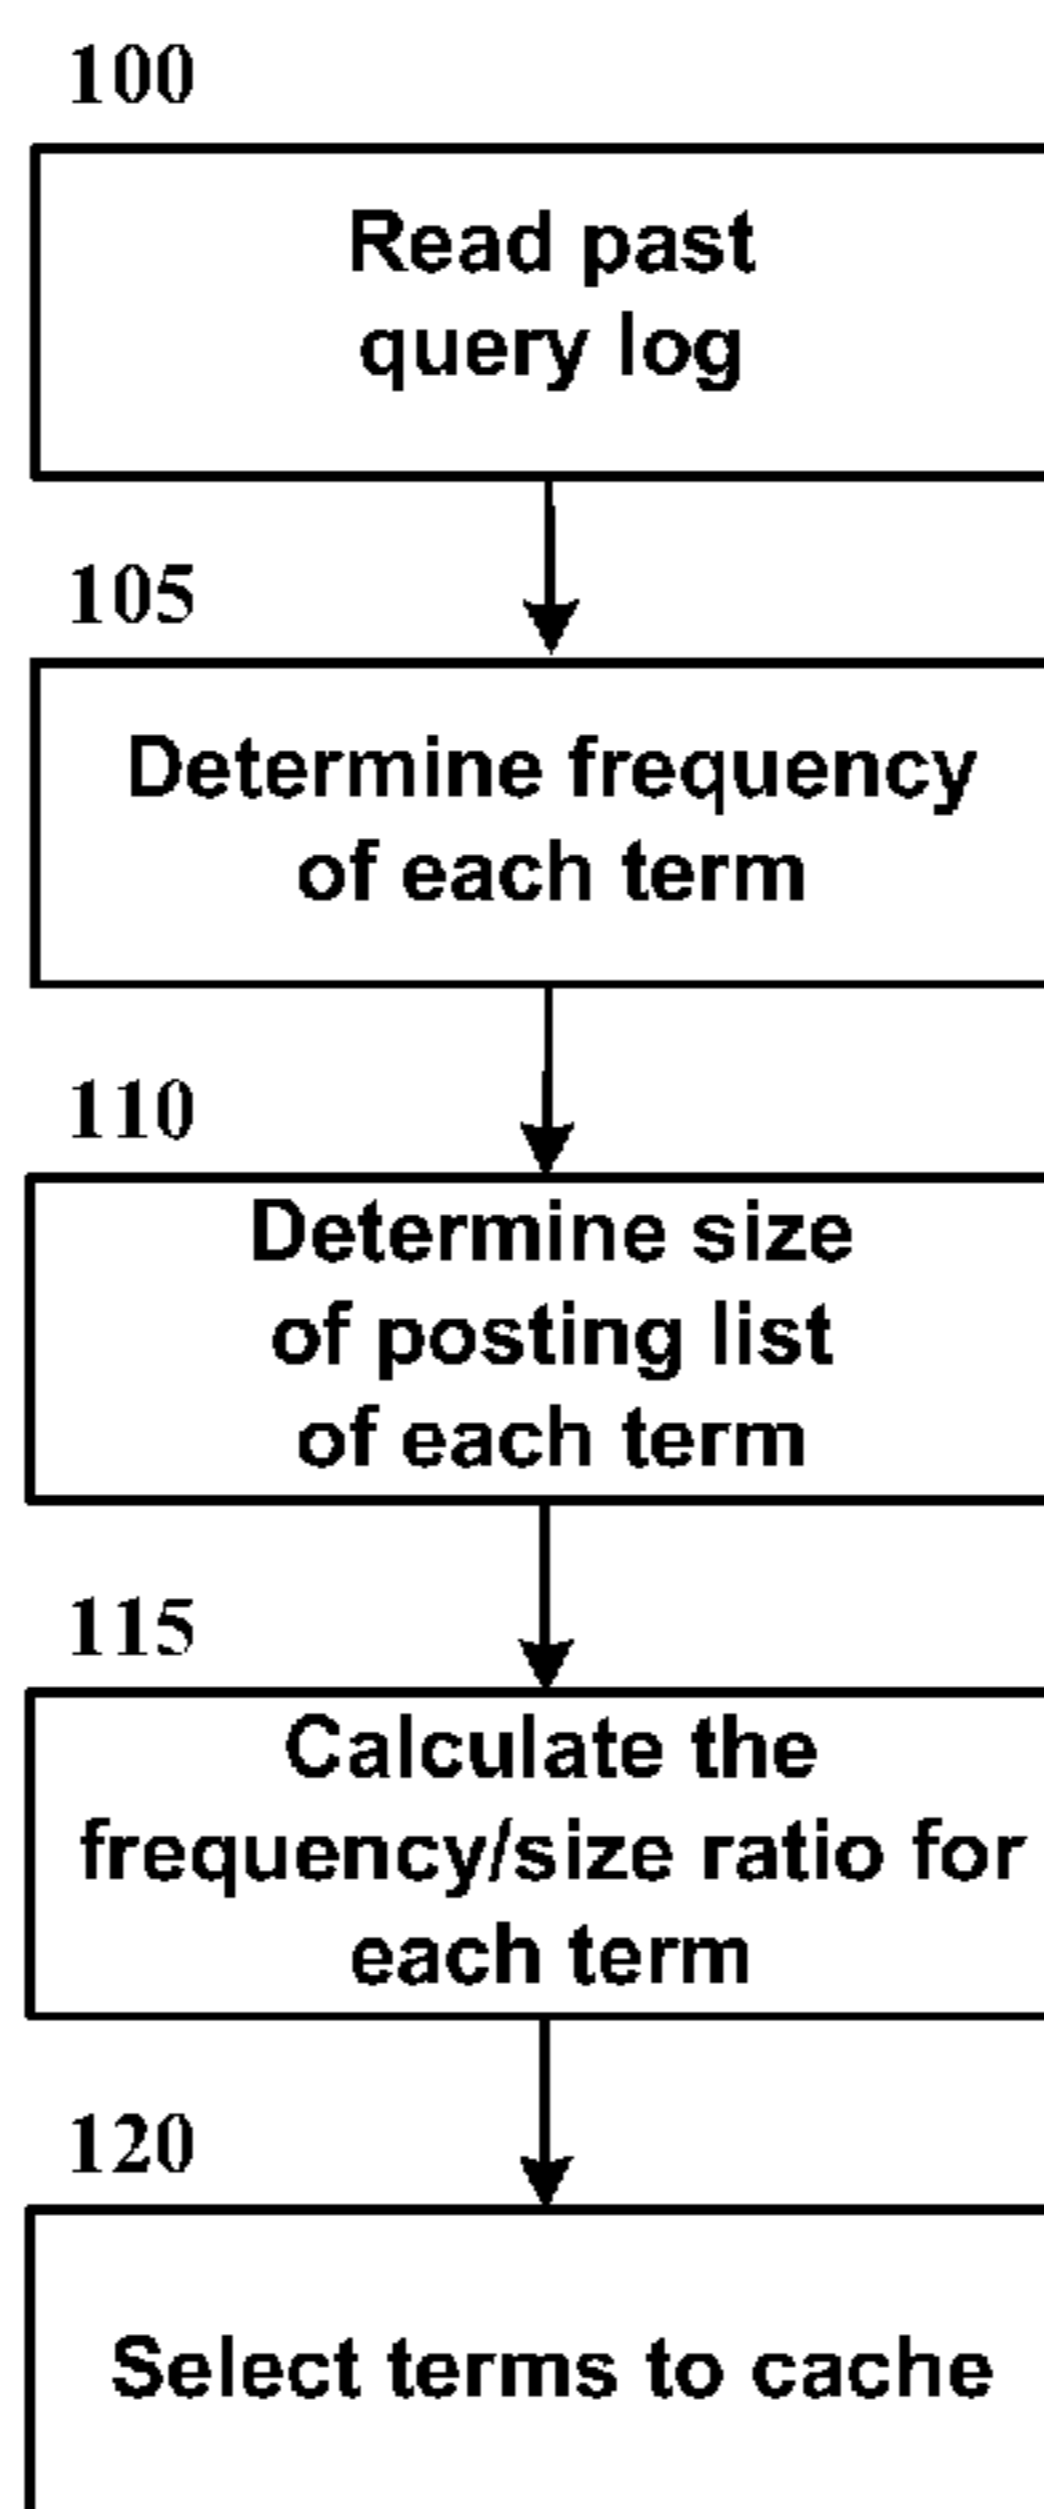 100
Read past
query log
105
Determine frequency
of each term
110
Determine size
of posting list
of each term
115
Calculate the
frequency/size ratio for
each term
120
Select terms to cache